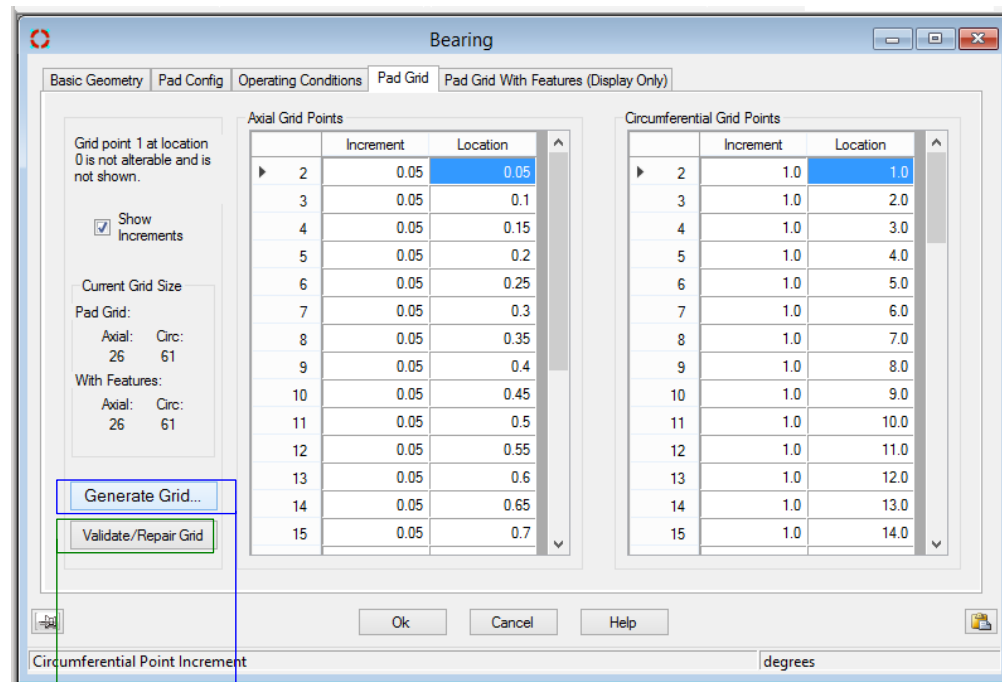 Bearing
Basic Geometry Pad Config Operating Conditions Pad Grid Pad Grid With Features (Display Only)
Grid point 1 at location
0 is not alterable and is
not shown.
Show
Increments
Current Grid Size
Pad Grid:
Axial: Circ:
26 61
With Features:
Axial: Circ:
26 61
Generate Grid...
Validate/Repair Grid
Axial Grid Points
Increment Location
2 0.05 0.05
3 0.05 0.1
4 0.05 0.15
5 0.05 0.2
6 0.05 0.25
7 0.05 0.3
8 0.05 0.35
9 0.05 0.4
10 0.05 0.45
11 0.05 0.5
12 0.05 0.55
13 0.05 0.6
14 0.05 0.65
15 0.05 0.7
Circumferential Grid Points
Increment Location
2 1.0 1.0
3 1.0 2.0
4 1.0 3.0
5 1.0 4.0
6 1.0 5.0
7 1.0 6.0
8 1.0 7.0
9 1.0 8.0
10 1.0 9.0
11 1.0 10.0
12 1.0 11.0
13 1.0 12.0
14 1.0 13.0
15 1.0 14.0
Ok Cancel Help
Circumferential Point Increment degrees